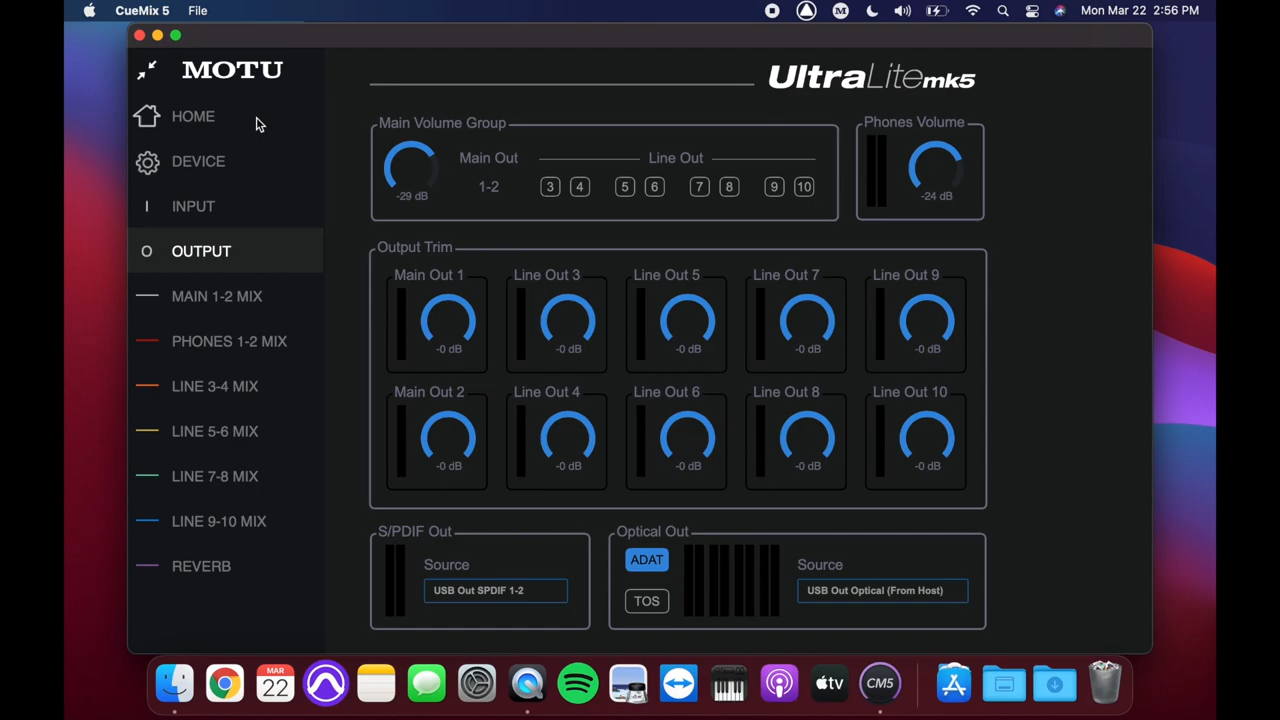 CueMix 5 File
M
Mon Mar 22 2:56 PM
MOTU
HOME
DEVICE
I INPUT
O OUTPUT
MAIN 1-2 MIX
PHONES 1-2 MIX
LINE 3-4 MIX
LINE 5-6 MIX
LINE 7-8 MIX
LINE 9-10 MIX
REVERB
UltraLite mk5
Main Volume Group
-29 dB
Main Out
1-2
Line Out
3 4 5 6 7 8 9 10
Phones Volume
-24 dB
Output Trim
Main Out 1 Line Out 3 Line Out 5 Line Out 7 Line Out 9
-0 dB -0 dB -0 dB -0 dB -0 dB
Main Out 2 Line Out 4 Line Out 6 Line Out 8 Line Out 10
-0 dB -0 dB -0 dB -0 dB -0 dB
S/PDIF Out
Source
USB Out SPDIF 1-2
Optical Out
ADAT
TOS
Source
USB Out Optical (From Host)
MAR
22
tv
CM5